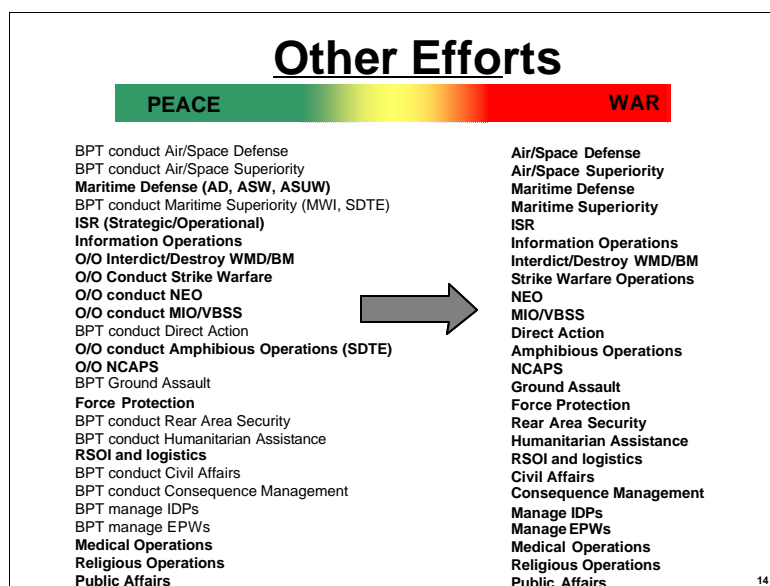 Other Efforts
PEACE
WAR
BPT conduct Air/Space Defense
BPT conduct Air/Space Superiority
Maritime Defense (AD, ASW, ASUW)
BPT conduct Maritime Superiority (MWI, SDTE)
ISR (Strategic/Operational)
Information Operations
O/O Interdict/Destroy WMD/BM
O/O Conduct Strike Warfare
O/O conduct NEO
O/O conduct MIO/VBSS
BPT conduct Direct Action
O/O conduct Amphibious Operations (SDTE)
O/O NCAPS
BPT Ground Assault
Force Protection
BPT conduct Rear Area Security
BPT conduct Humanitarian Assistance
RSOI and logistics
BPT conduct Civil Affairs
BPT conduct Consequence Management
BPT manage IDPs
BPT manage EPWs
Medical Operations
Religious Operations
Public Affairs
Air/Space Defense
Air/Space Superiority
Maritime Defense
Maritime Superiority
ISR
Information Operations
Interdict/Destroy WMD/BM
Strike Warfare Operations
NEO
MIO/VBSS
Direct Action
Amphibious Operations
NCAPS
Ground Assault
Force Protection
Rear Area Security
Humanitarian Assistance
RSOI and logistics
Civil Affairs
Consequence Management
Manage IDPs
Manage EPWs
Medical Operations
Religious Operations
Public Affairs
14